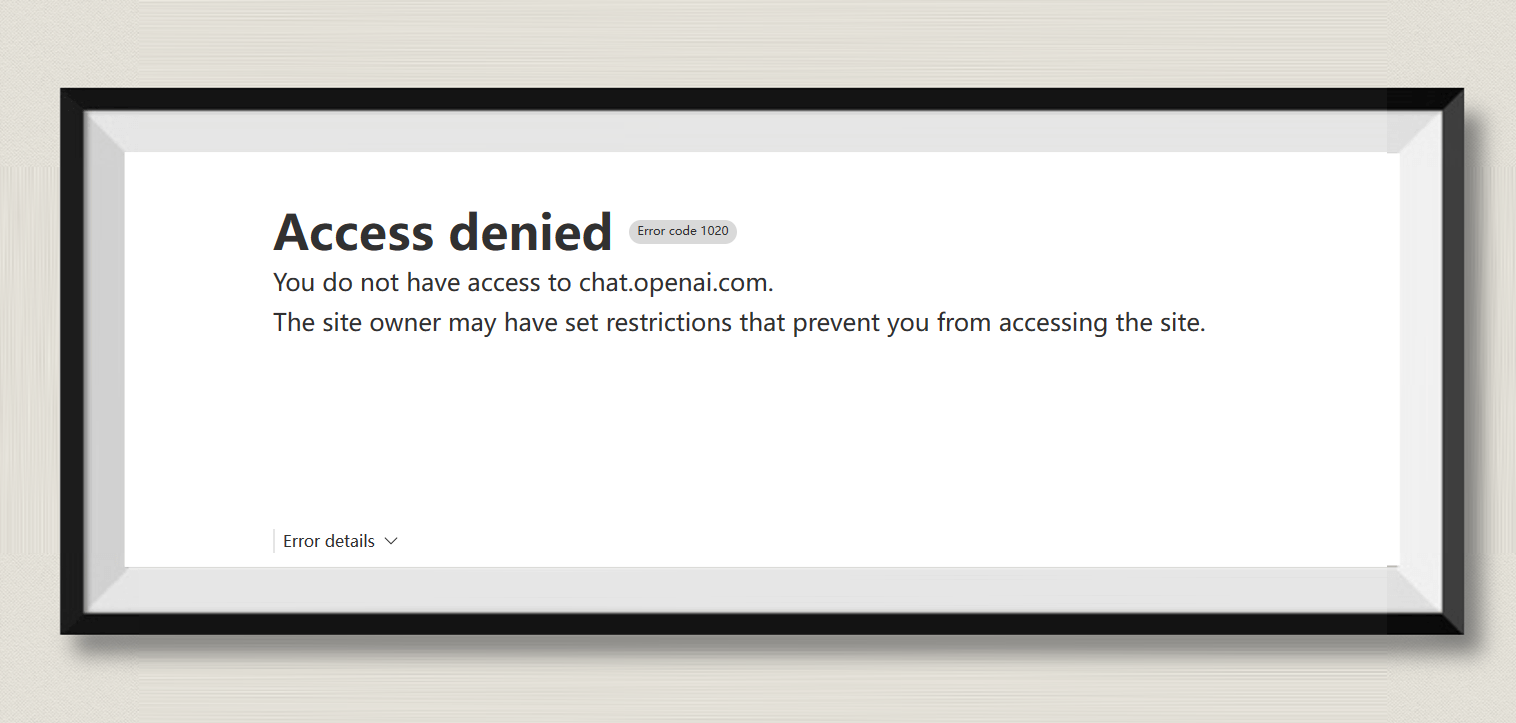 Access denied Error code 1020
You do not have access to chat.openai.com.
The site owner may have set restrictions that prevent you from accessing the site.
Error details